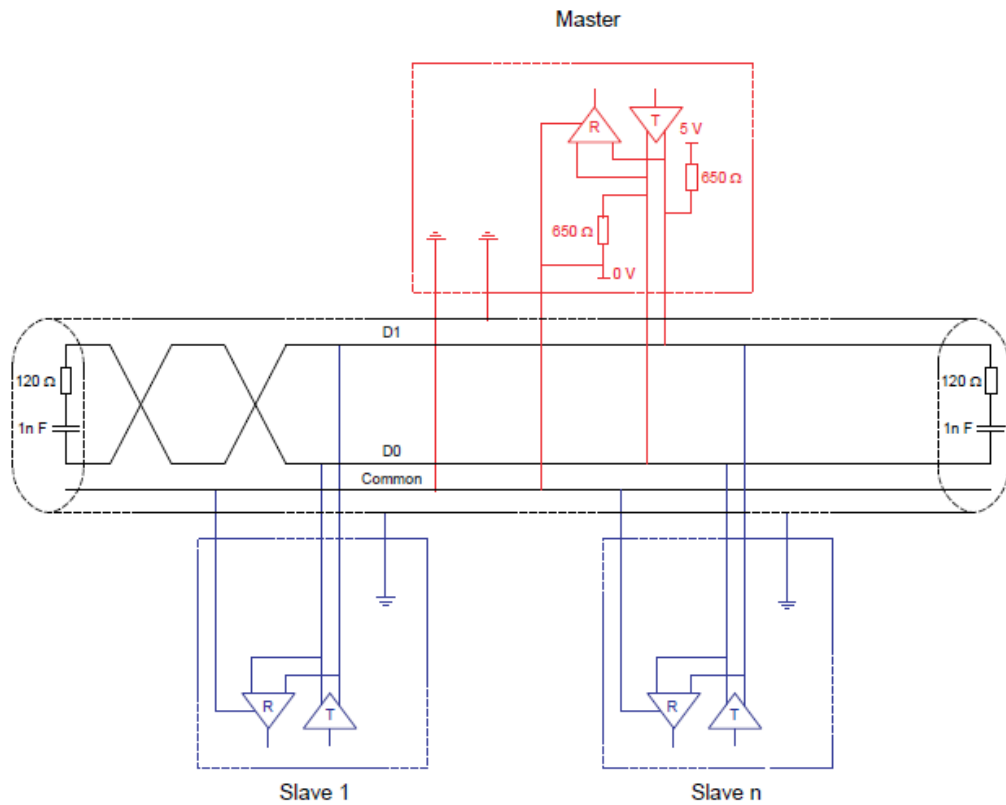 Master
R
T
5 V
650 Ω
650 Ω
0 V
D1
120 Ω
1n F
120 Ω
1n F
D0
Common
R
T
R
T
Slave 1
Slave n